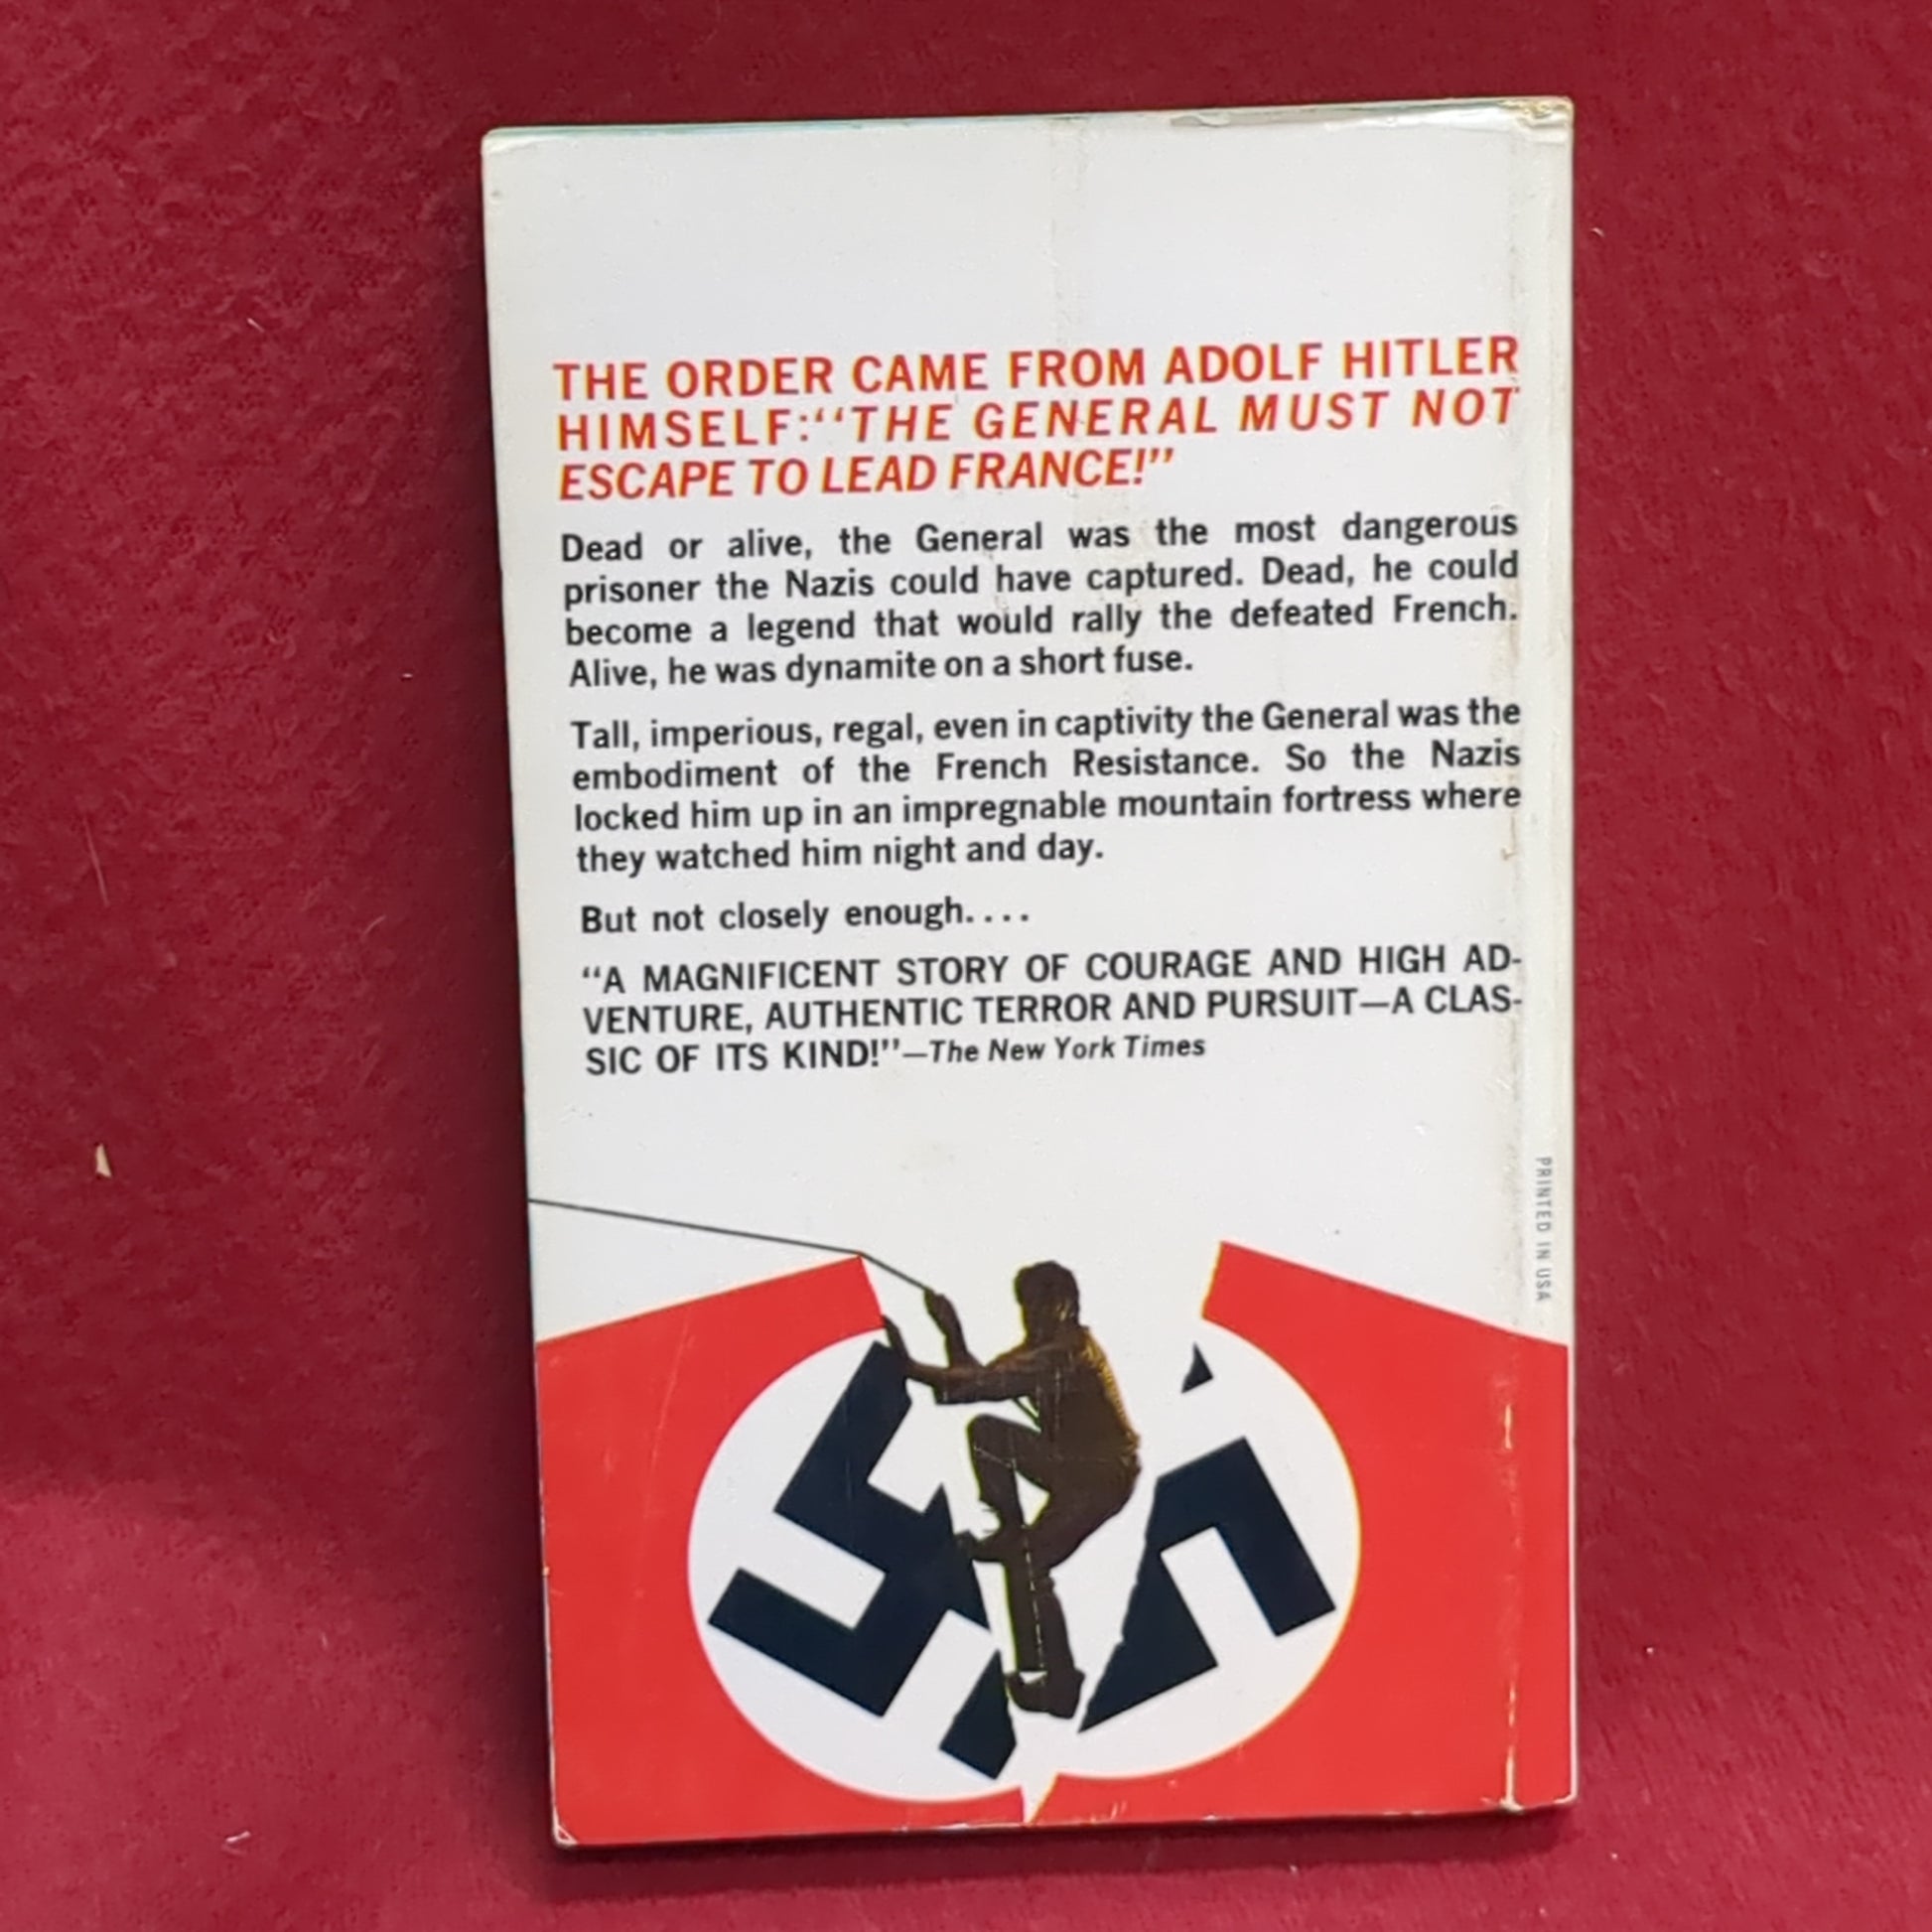 THE ORDER CAME FROM ADOLF HITLER
HIMSELF:“THE GENERAL MUST NOT
ESCAPE TO LEAD FRANCE!”
Dead or alive, the General was the most dangerous
prisoner the Nazis could have captured. Dead, he could
become a legend that would rally the defeated French.
Alive, he was dynamite on a short fuse.
Tall, imperious, regal, even in captivity the General was the
embodiment of the French Resistance. So the Nazis
locked him up in an impregnable mountain fortress where
they watched him night and day.
But not closely enough....
“A MAGNIFICENT STORY OF COURAGE AND HIGH AD-
VENTURE, AUTHENTIC TERROR AND PURSUIT—A CLAS-
SIC OF ITS KIND!”—The New York Times
PRINTED IN USA